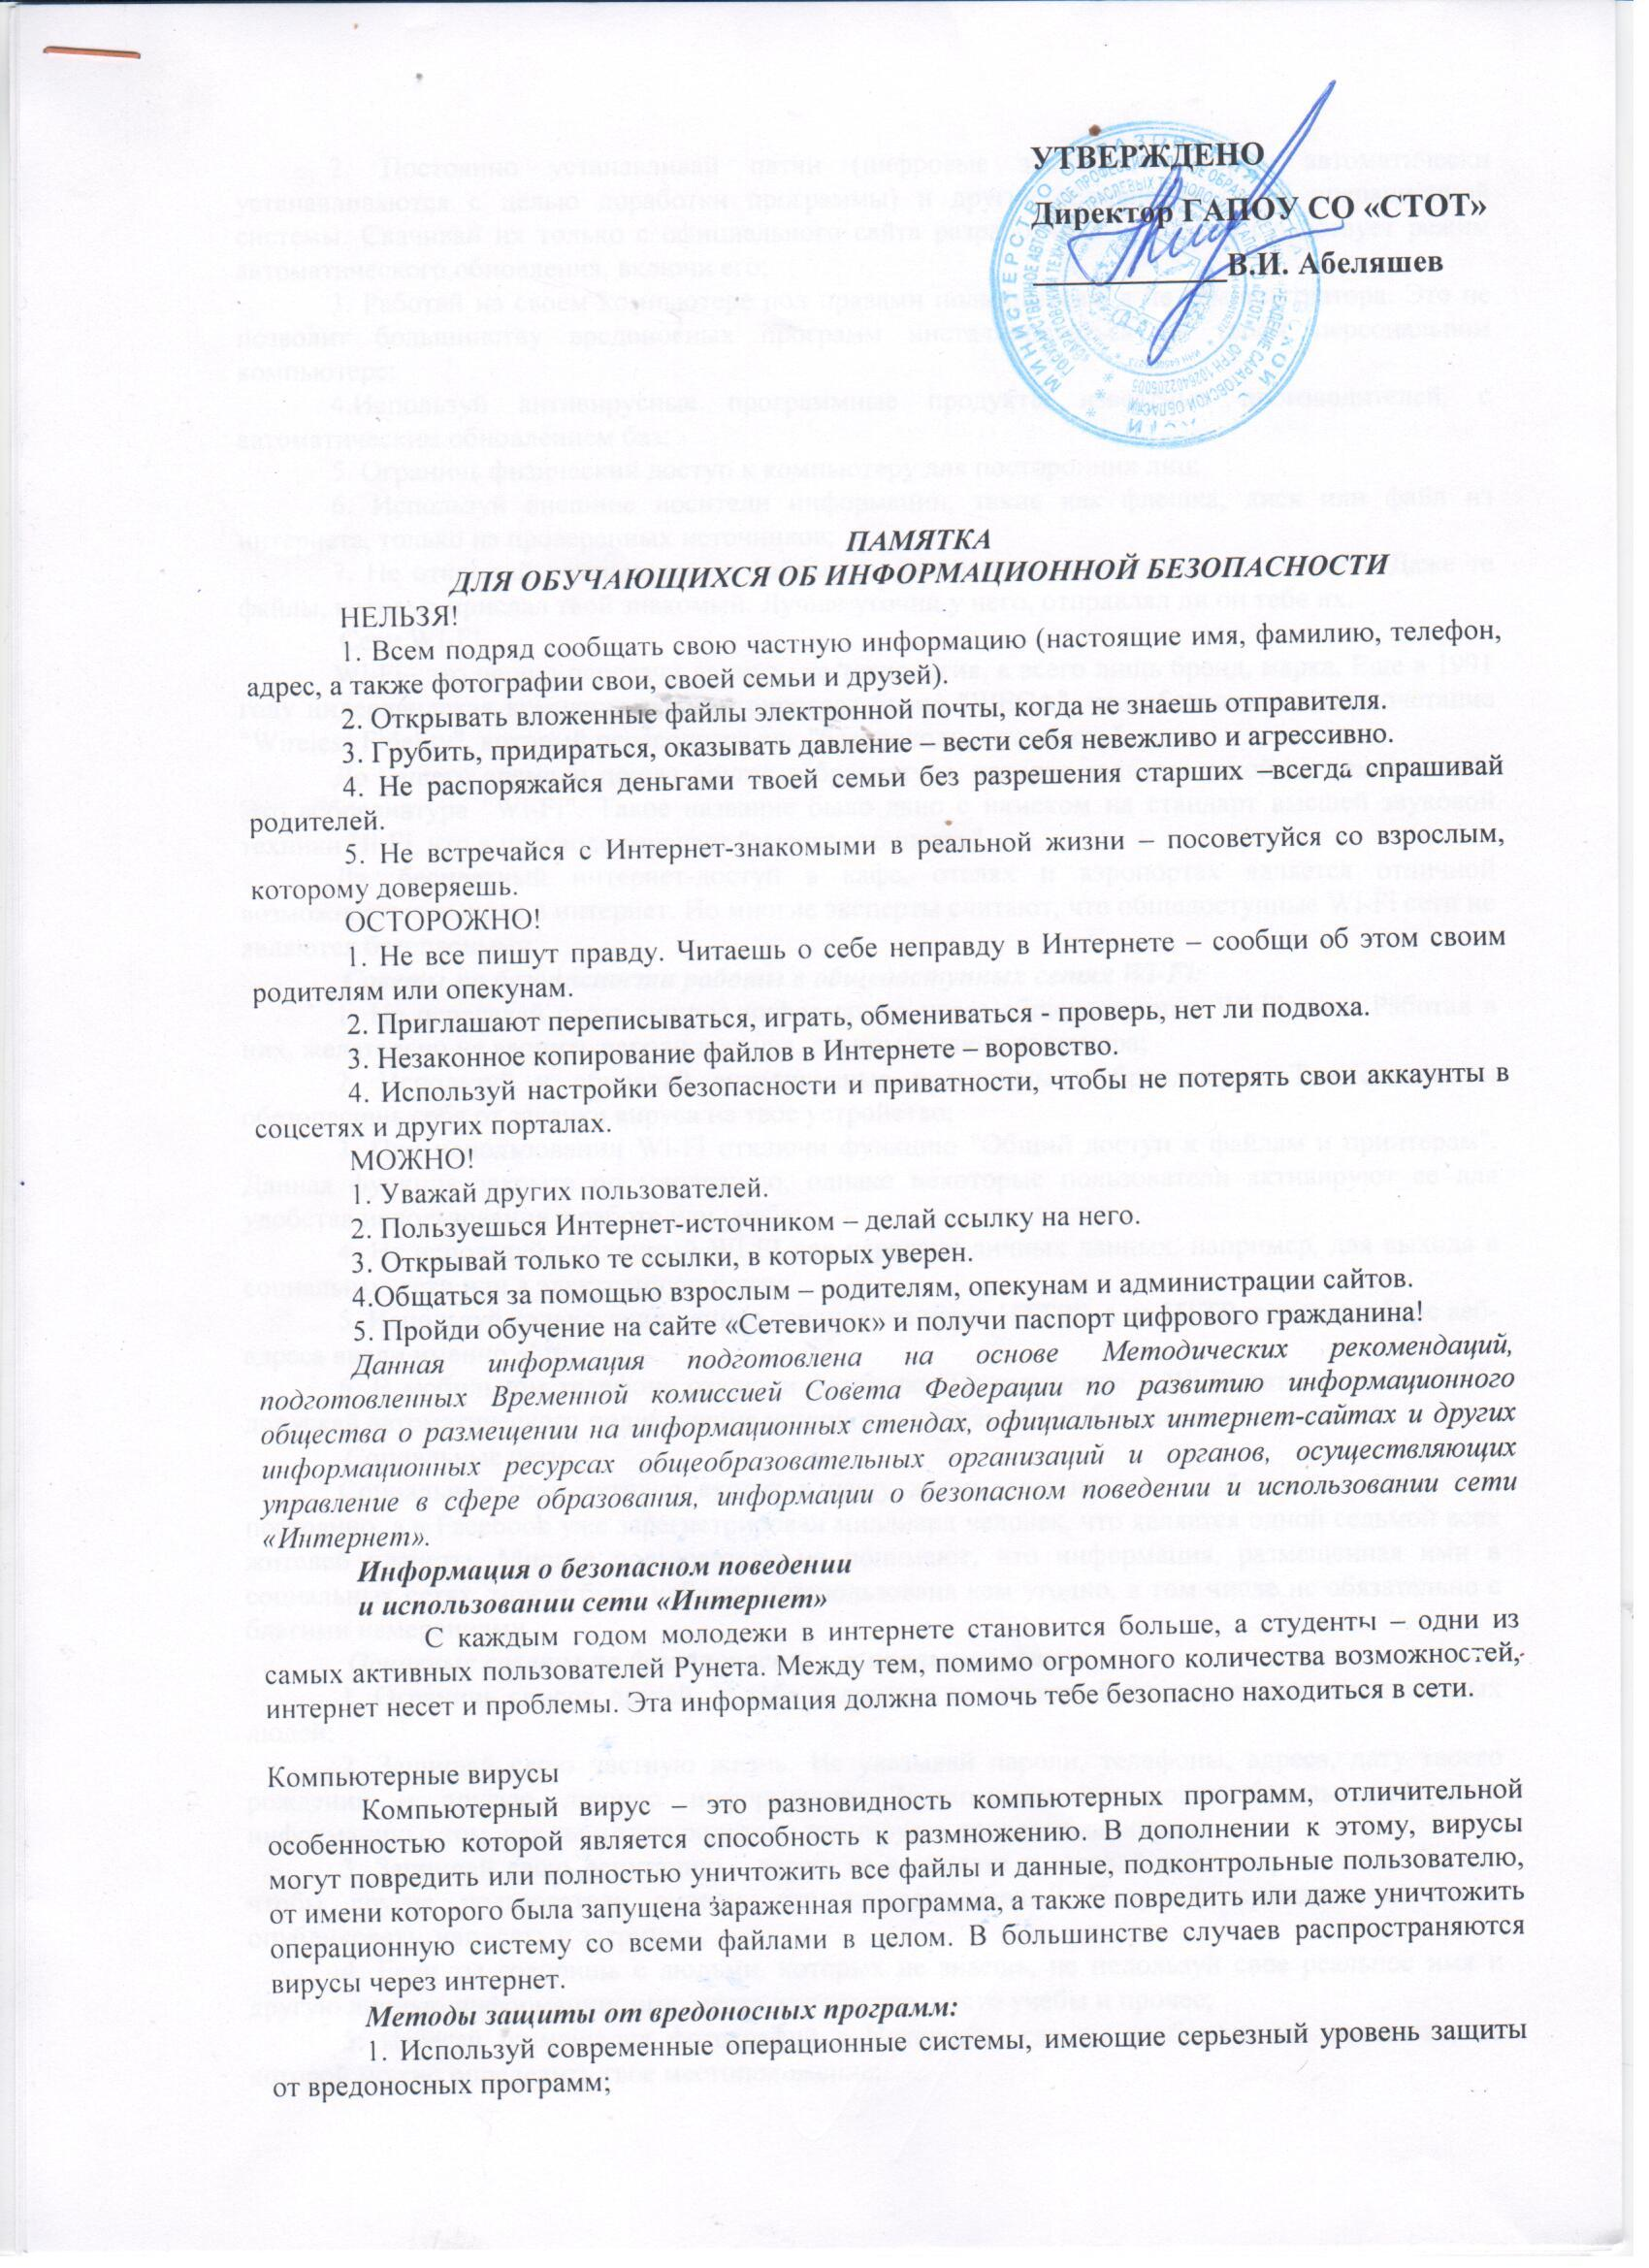 УТВЕРЖДЕНО
Директор ГАПОУ СО «СТОТ»
В.И. Абеляшев
ПАМЯТКА
ДЛЯ ОБУЧАЮЩИХСЯ ОБ ИНФОРМАЦИОННОЙ БЕЗОПАСНОСТИ
НЕЛЬЗЯ!
1. Всем подряд сообщать свою частную информацию (настоящие имя, фамилию, телефон,
адрес, а также фотографии свои, своей семьи и друзей).
2. Открывать вложенные файлы электронной почты, когда не знаешь отправителя.
3. Грубить, придираться, оказывать давление – вести себя невежливо и агрессивно.
4. Не распоряжайся деньгами твоей семьи без разрешения старших –всегда спрашивай
родителей.
5. Не встречайся с Интернет-знакомыми в реальной жизни – посоветуйся со взрослым,
которому доверяешь.
ОСТОРОЖНО!
1. Не все пишут правду. Читаешь о себе неправду в Интернете – сообщи об этом своим
родителям или опекунам.
2. Приглашают переписываться, играть, обмениваться - проверь, нет ли подвоха.
3. Незаконное копирование файлов в Интернете – воровство.
4. Используй настройки безопасности и приватности, чтобы не потерять свои аккаунты в
соцсетях и других порталах.
МОЖНО!
1. Уважай других пользователей.
2. Пользуешься Интернет-источником – делай ссылку на него.
3. Открывай только те ссылки, в которых уверен.
4.Общаться за помощью взрослым – родителям, опекунам и администрации сайтов.
5. Пройди обучение на сайте «Сетевичок» и получи паспорт цифрового гражданина!
Данная информация подготовлена на основе Методических рекомендаций,
подготовленных Временной комиссией Совета Федерации по развитию информационного
общества о размещении на информационных стендах, официальных интернет-сайтах и других
информационных ресурсах общеобразовательных организаций и органов, осуществляющих
управление в сфере образования, информации о безопасном поведении и использовании сети
«Интернет».
Информация о безопасном поведении
и использовании сети «Интернет»
С каждым годом молодежи в интернете становится больше, а студенты – одни из
самых активных пользователей Рунета. Между тем, помимо огромного количества возможностей,
интернет несет и проблемы. Эта информация должна помочь тебе безопасно находиться в сети.
Компьютерные вирусы
Компьютерный вирус – это разновидность компьютерных программ, отличительной
особенностью которой является способность к размножению. В дополнении к этому, вирусы
могут повредить или полностью уничтожить все файлы и данные, подконтрольные пользователю,
от имени которого была запущена зараженная программа, а также повредить или даже уничтожить
операционную систему со всеми файлами в целом. В большинстве случаев распространяются
вирусы через интернет.
Методы защиты от вредоносных программ:
1. Используй современные операционные системы, имеющие серьезный уровень защиты
от вредоносных программ;